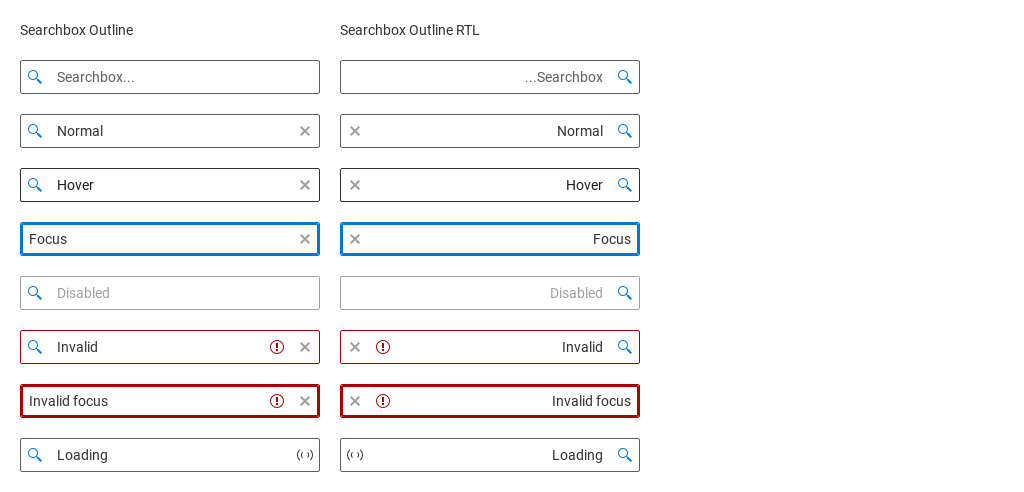 Searchbox Outline
Searchbox Outline RTL
Searchbox...
...Searchbox
Normal
Normal
Hover
Hover
Focus
Focus
Disabled
Disabled
Invalid
Invalid
Invalid focus
Invalid focus
Loading
Loading